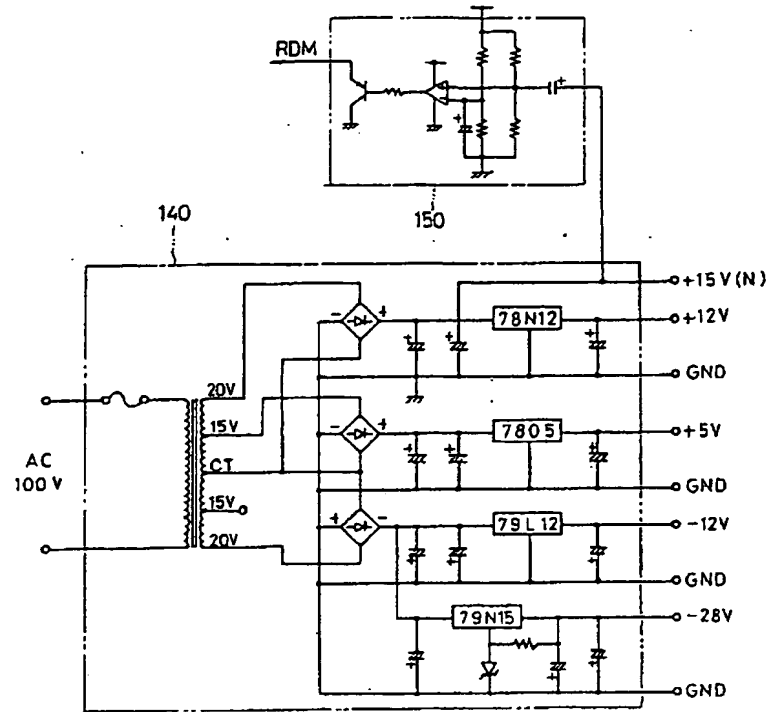 RDM
150
140
+15V(N)
78N12
+12V
GND
20V
15V
7805
+5V
CT
GND
AC
100V
15V
20V
79L12
-12V
GND
79N15
-28V
GND